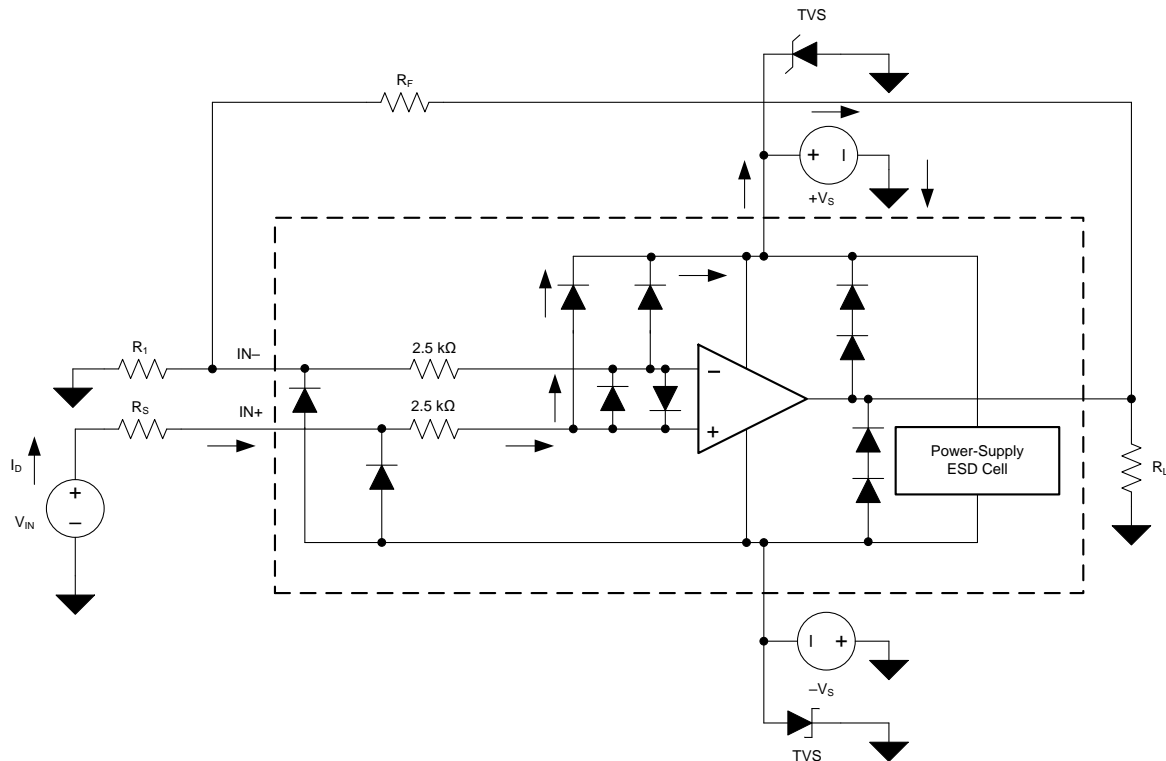 TVS
RF
+ I
+VS
R1
IN–
2.5 kΩ
–
RS
IN+
2.5 kΩ
+
Power-Supply
ESD Cell
RL
ID
+
–
VIN
I +
–VS
TVS